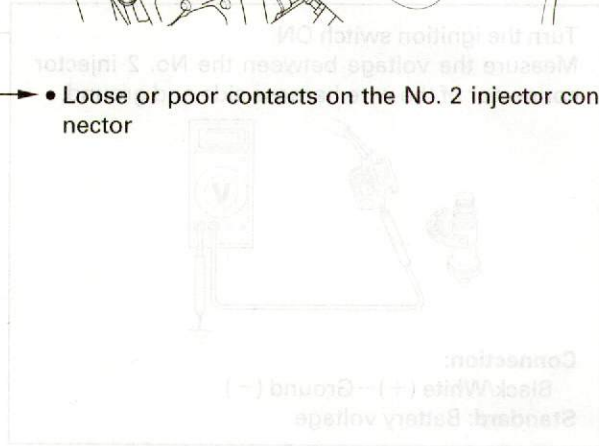 • Loose or poor contacts on the No. 2 injector con
nector
Turn the ignition switch ON
Measure the voltage between the No. 2 injector
Connection:
Black/White (+) – Ground (–)
Standard: Battery voltage